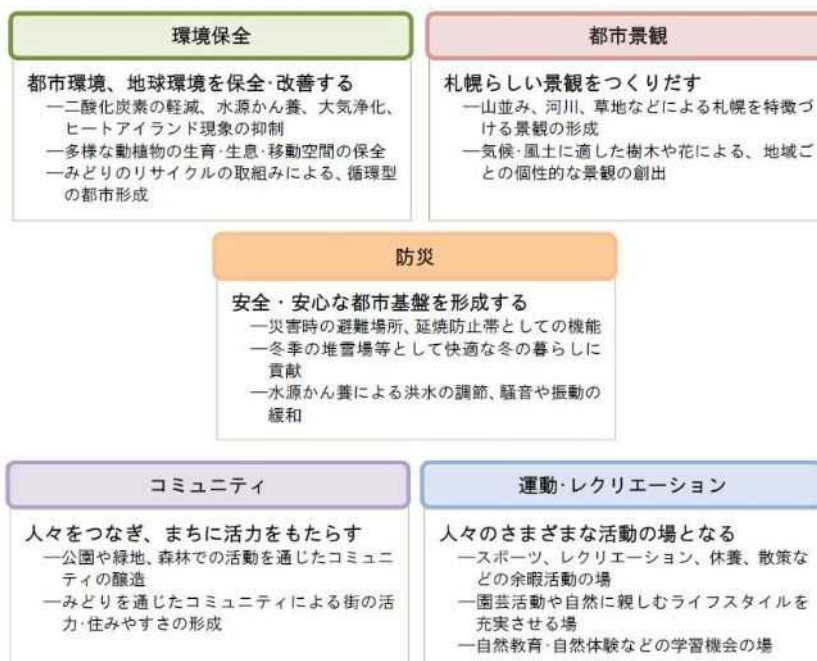 環境保全
都市環境、地球環境を保全・改善する
―二酸化炭素の軽減、水源かん養、大気浄化、
ヒートアイランド現象の抑制
―多様な動植物の生育・生息・移動空間の保全
―みどりのリサイクルの取組みによる、循環型
の都市形成
都市景観
札幌らしい景観をつくりだす
―山並み、河川、草地などによる札幌を特徴づ
ける景観の形成
―気候・風土に適した樹木や花による、地域ご
との個性的な景観の創出
防災
安全・安心な都市基盤を形成する
―災害時の避難場所、延焼防止帯としての機能
―冬季の堆雪場等として快適な冬の暮らしに
貢献
―水源かん養による洪水の調節、騒音や振動の
緩和
コミュニティ
人々をつなぎ、まちに活力をもたらす
―公園や緑地、森林での活動を通じたコミュニ
ティの醸造
―みどりを通じたコミュニティによる街の活
力・住みやすさの形成
運動・レクリエーション
人々のさまざまな活動の場となる
―スポーツ、レクリエーション、休養、散策な
どの余暇活動の場
―園芸活動や自然に親しむライフスタイルを
充実させる場
―自然教育・自然体験などの学習機会の場